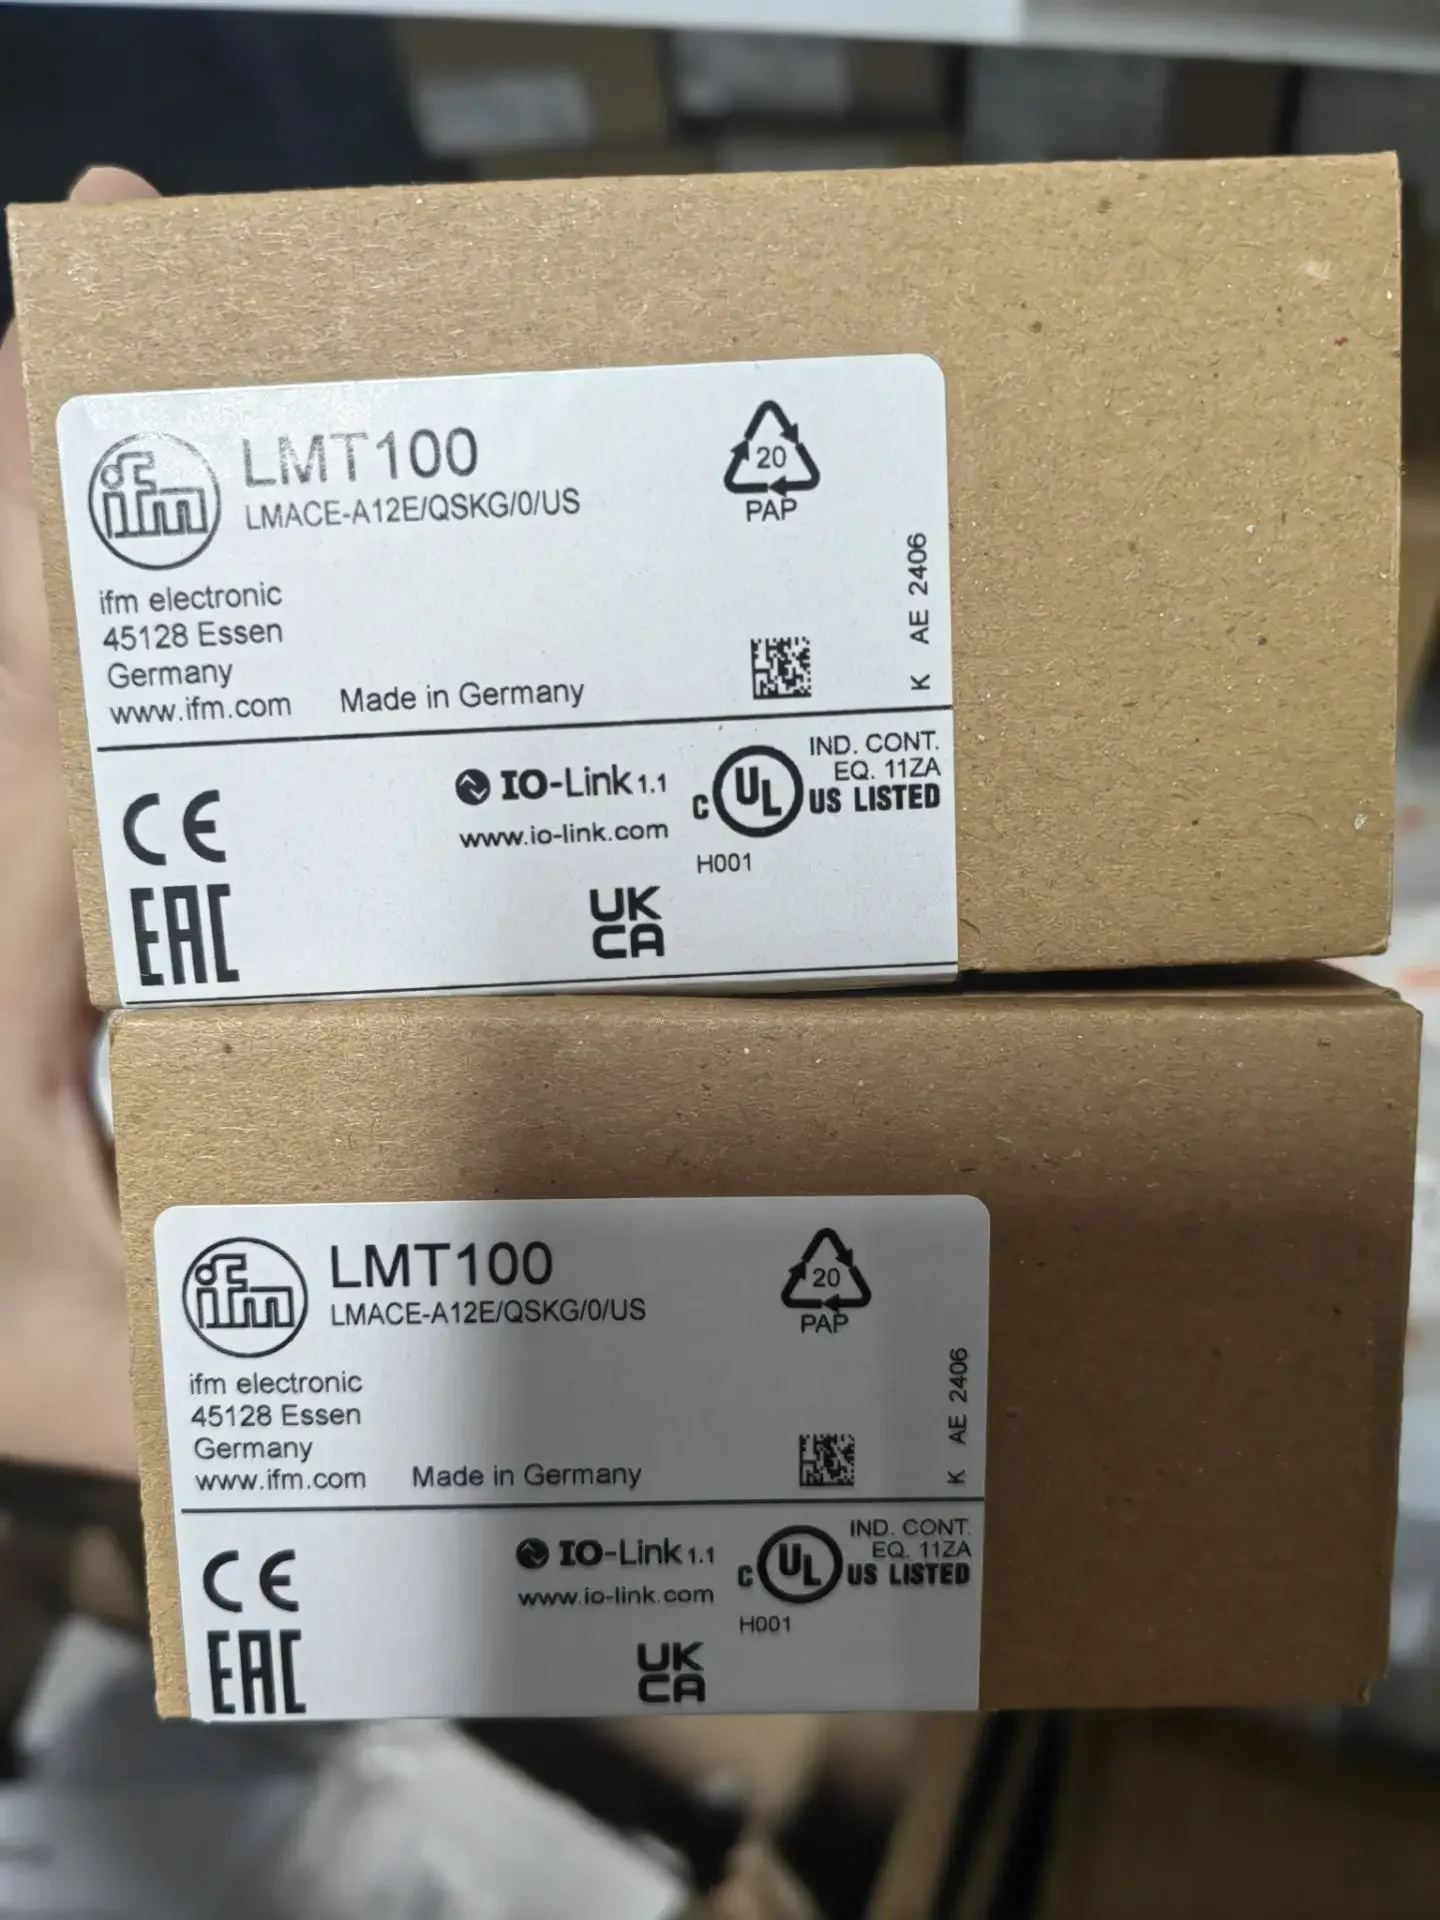 ifm
LMT100
LMACE-A12E/QSKG/0/US
20
PAP
ifm electronic
45128 Essen
Germany
www.ifm.com
Made in Germany
K AE 2406
CE
EAC
IO-Link 1.1
www.io-link.com
C UL US LISTED
IND. CONT.
EQ. 11ZA
H001
UK
CA
ifm
LMT100
LMACE-A12E/QSKG/0/US
20
PAP
ifm electronic
45128 Essen
Germany
www.ifm.com
Made in Germany
K AE 2406
CE
EAC
IO-Link 1.1
www.io-link.com
C UL US LISTED
IND. CONT.
EQ. 11ZA
H001
UK
CA